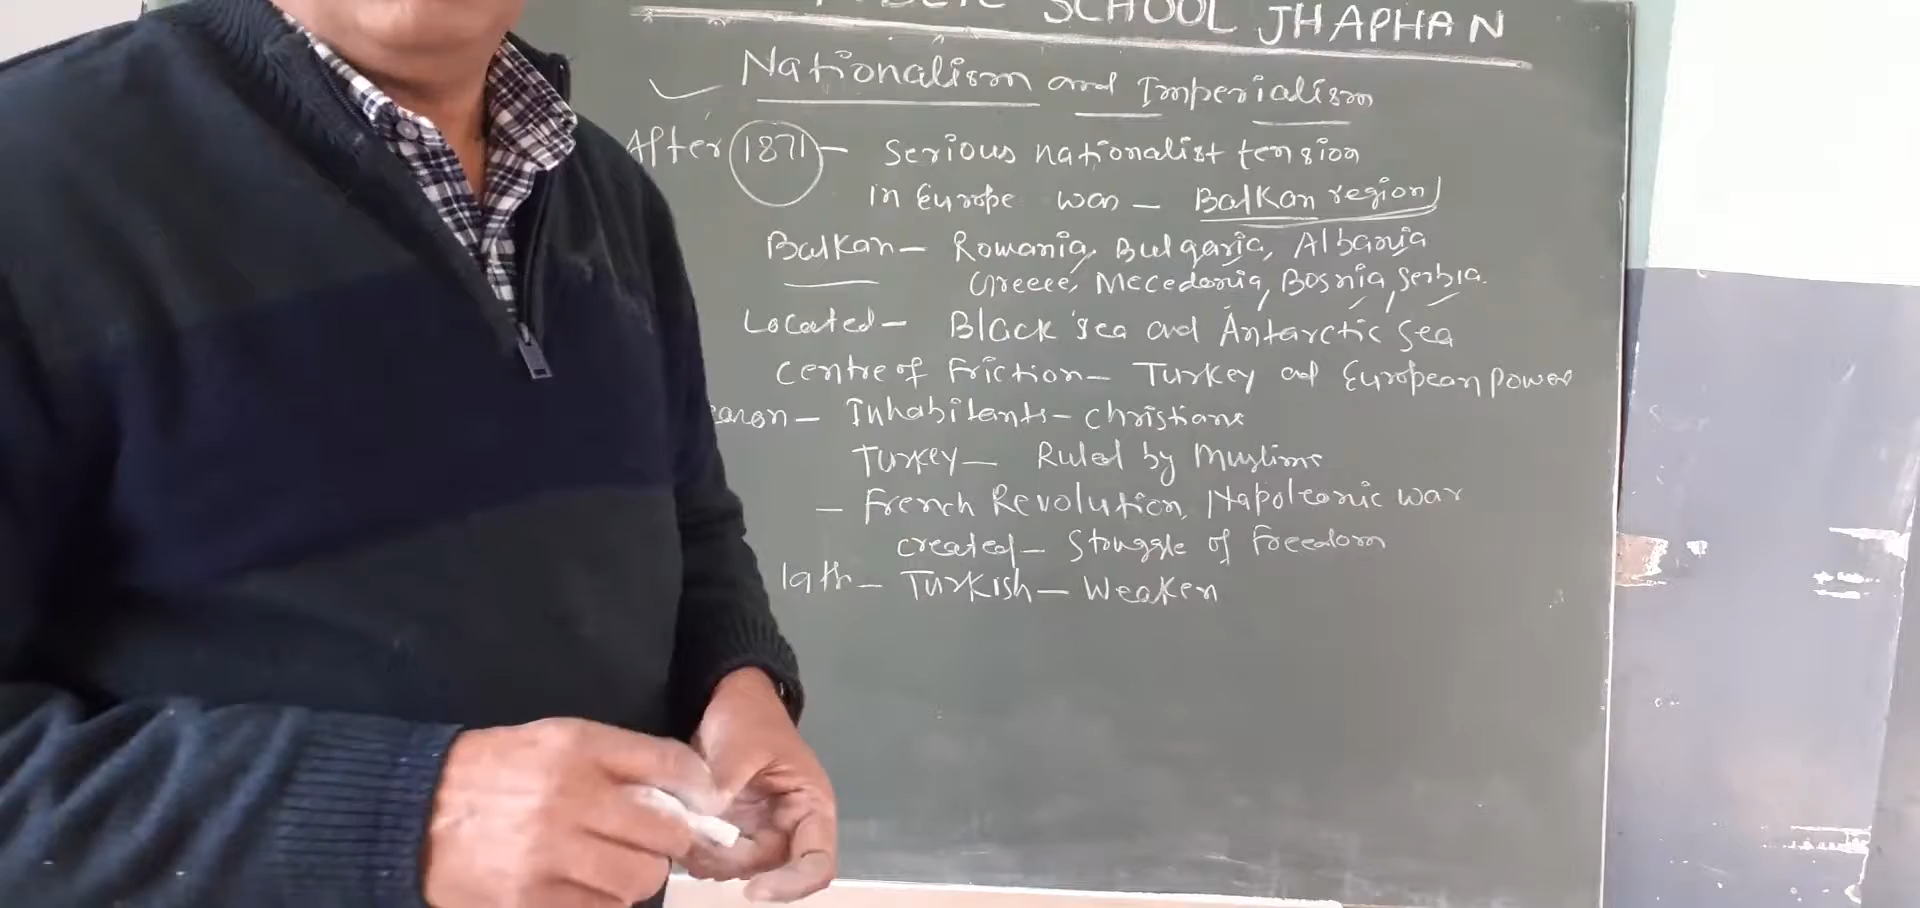 SCHOOL JHAPHAN
Nationalism and Imperialism
After 1871 - Serious nationalist tension
in Europe was - Balkan region
Balkan - Romania, Bulgaria, Albania
Greece, Mecedonia, Bosnia, Serbia.
Located - Black sea and Antarctic Sea
Centre of Friction - Turkey and European power
Inhabitants - Christians
Turkey - Ruled by Muslims
- French Revolution, Napoleonic war
created - Struggle of Freedom
19th - Turkish - Weaken